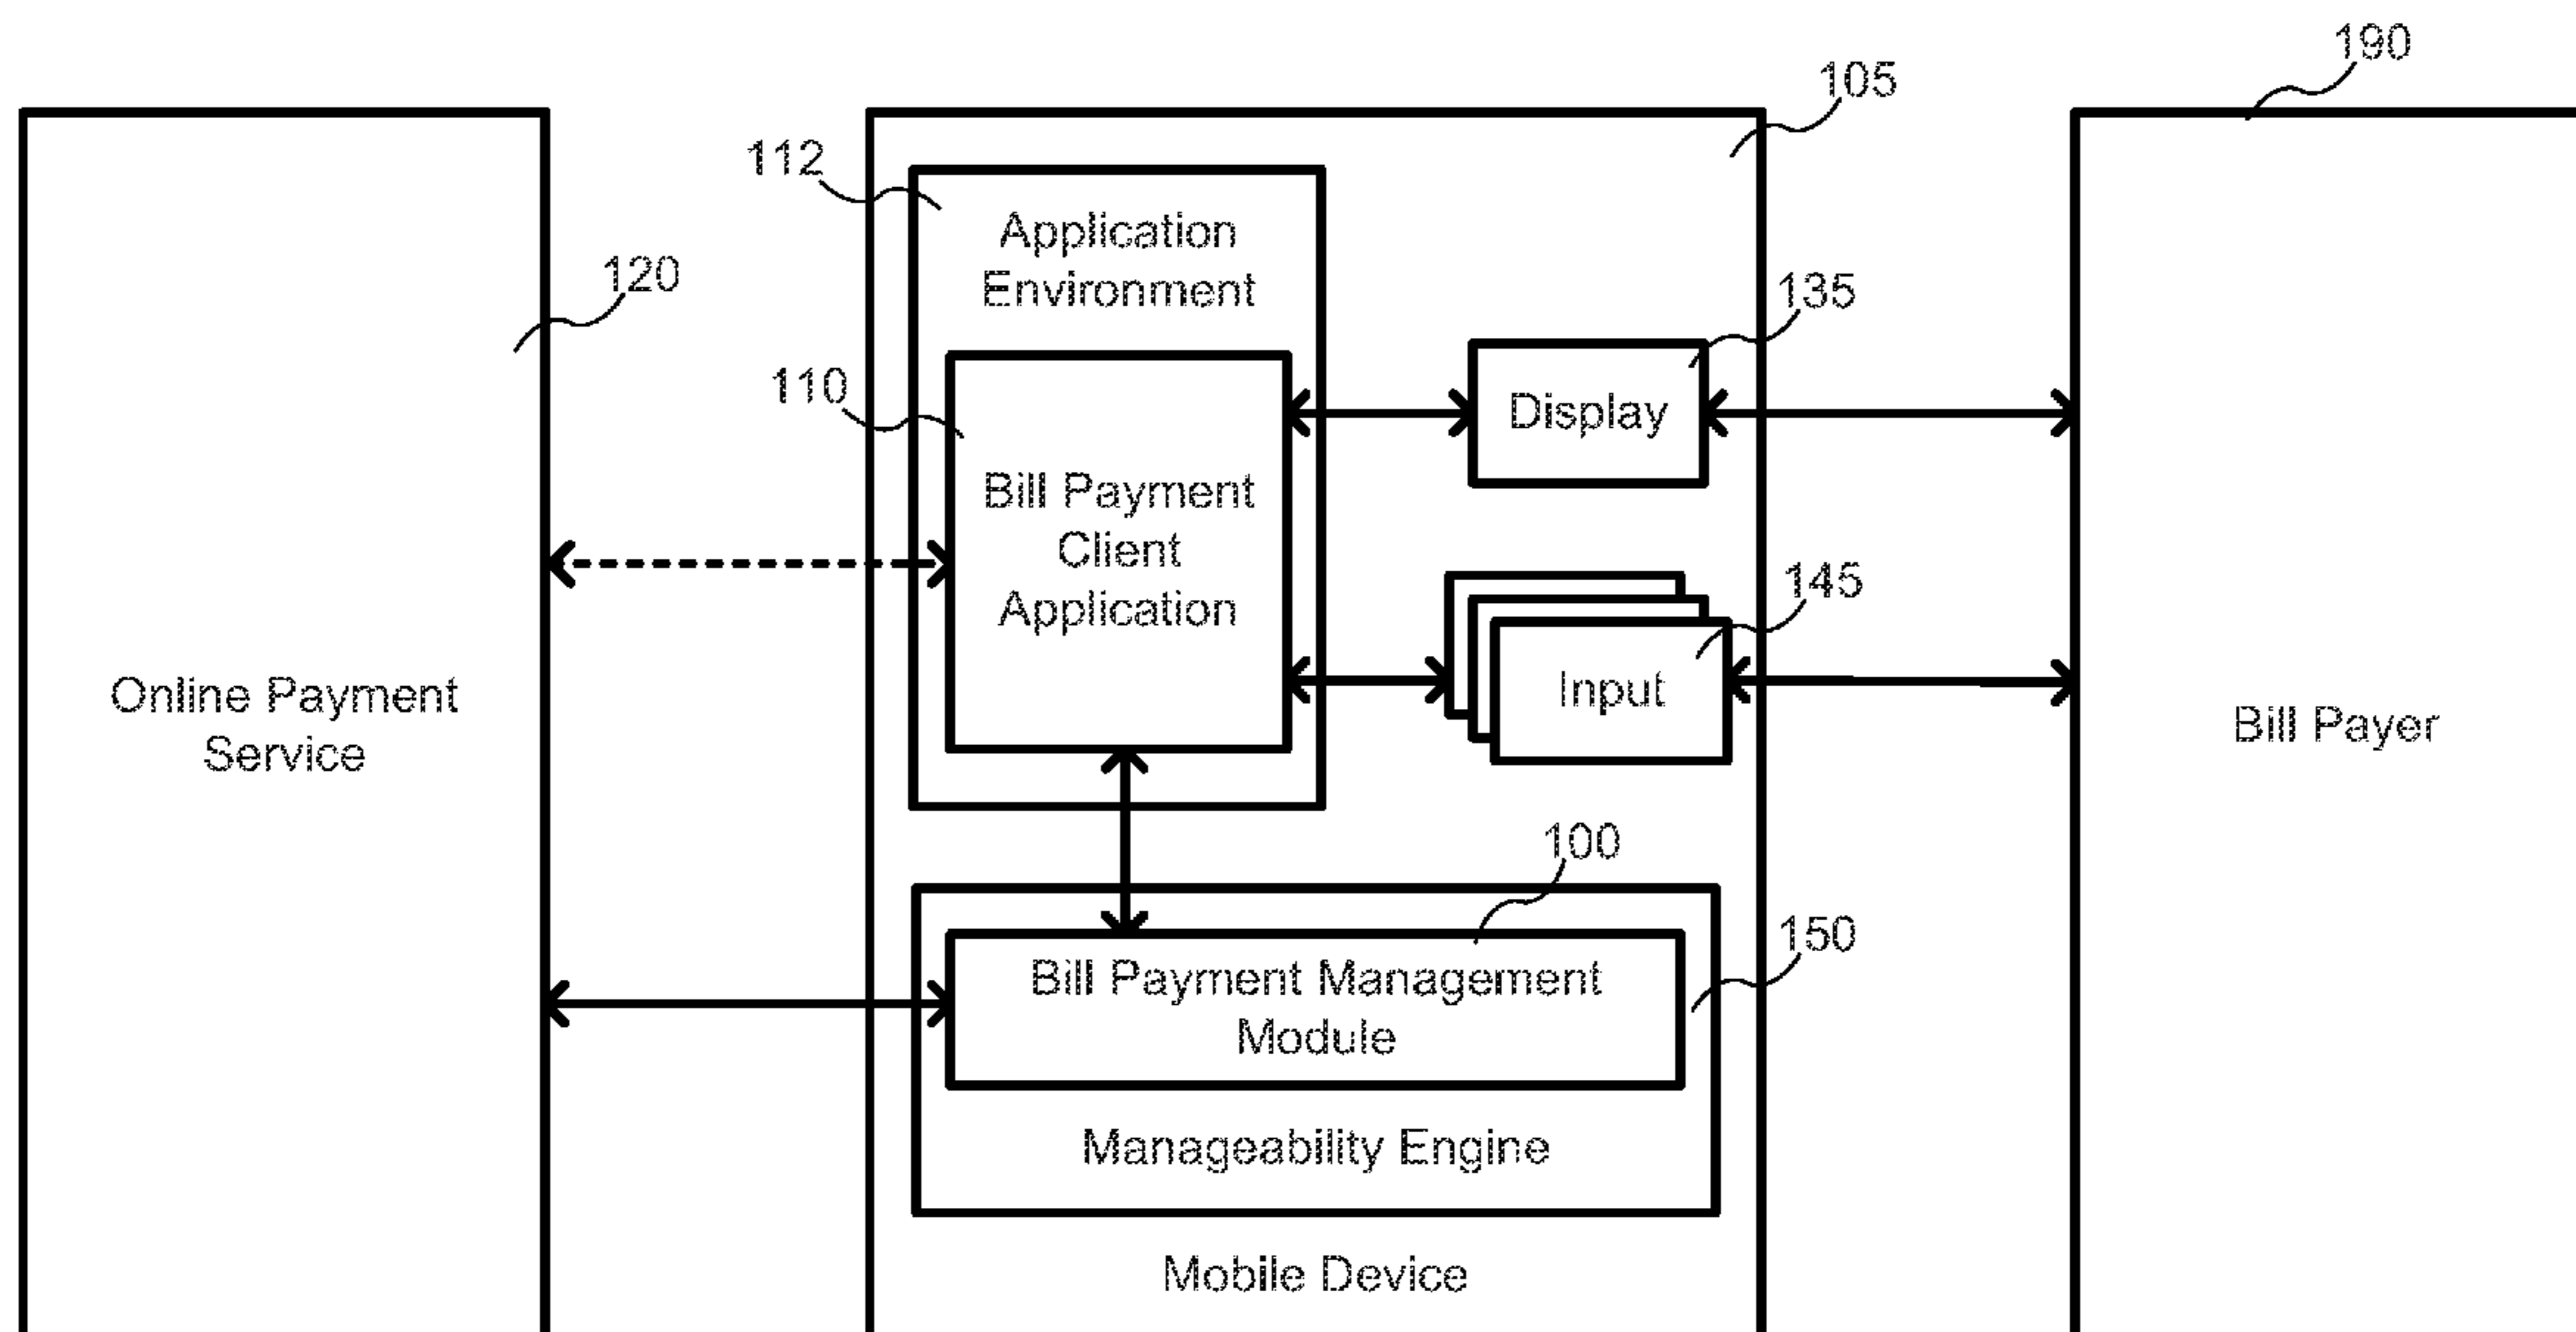 190
105
112
Application
Environment
120
135
110
Display
Bill Payment
Client
Application
145
Input
Online Payment
Service
Bill Payer
100
150
Bill Payment Management
Module
Manageability Engine
Mobile Device